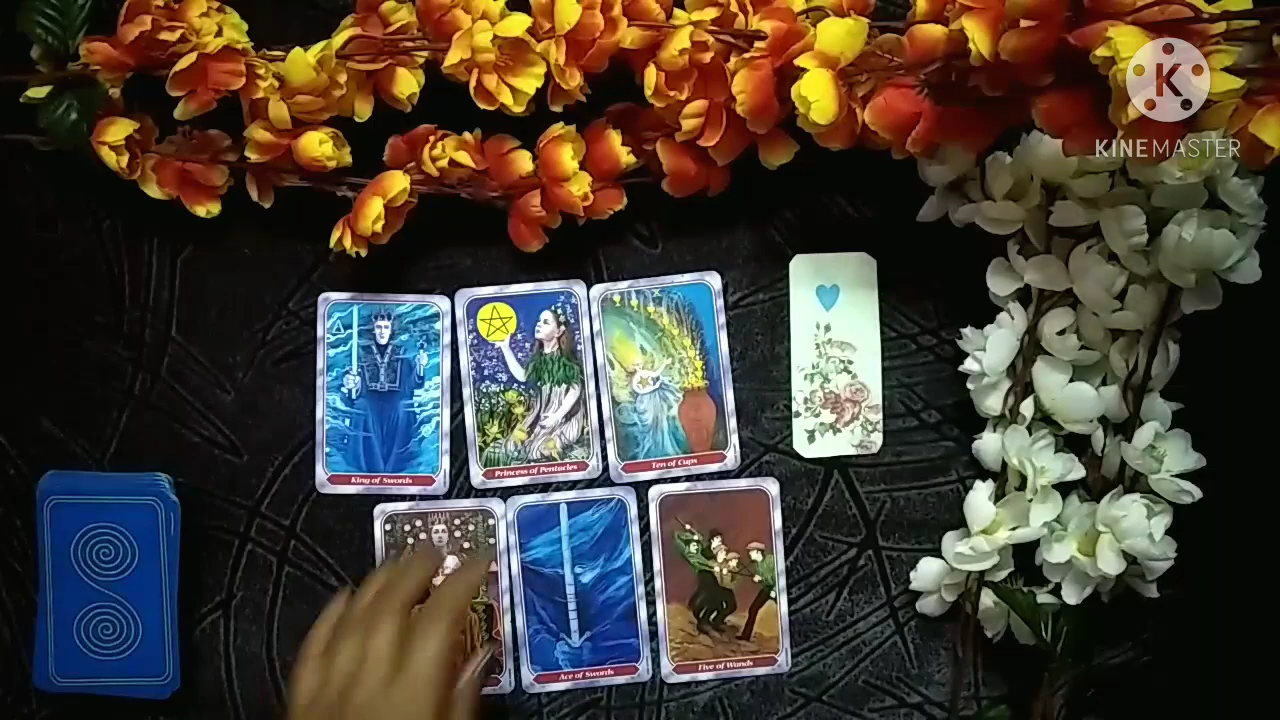 K
KINEMASTER
King of Swords
Princess of Pentacles
Ten of Cups
Ace of Swords
Five of Wands